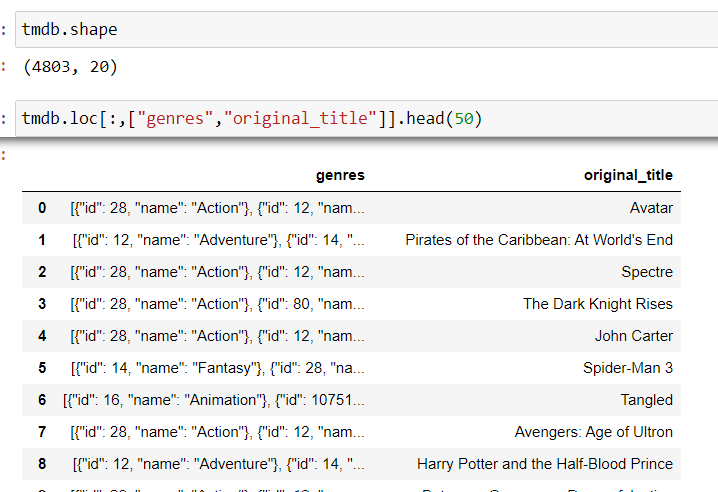 : tmdb.shape
: (4803, 20)
: tmdb.loc[:,["genres","original_title"]].head(50)
:
genres original_title
0 [{"id": 28, "name": "Action"}, {"id": 12, "nam... Avatar
1 [{"id": 12, "name": "Adventure"}, {"id": 14, "... Pirates of the Caribbean: At World's End
2 [{"id": 28, "name": "Action"}, {"id": 12, "nam... Spectre
3 [{"id": 28, "name": "Action"}, {"id": 80, "nam... The Dark Knight Rises
4 [{"id": 28, "name": "Action"}, {"id": 12, "nam... John Carter
5 [{"id": 14, "name": "Fantasy"}, {"id": 28, "na... Spider-Man 3
6 [{"id": 16, "name": "Animation"}, {"id": 10751... Tangled
7 [{"id": 28, "name": "Action"}, {"id": 12, "nam... Avengers: Age of Ultron
8 [{"id": 12, "name": "Adventure"}, {"id": 14, "... Harry Potter and the Half-Blood Prince